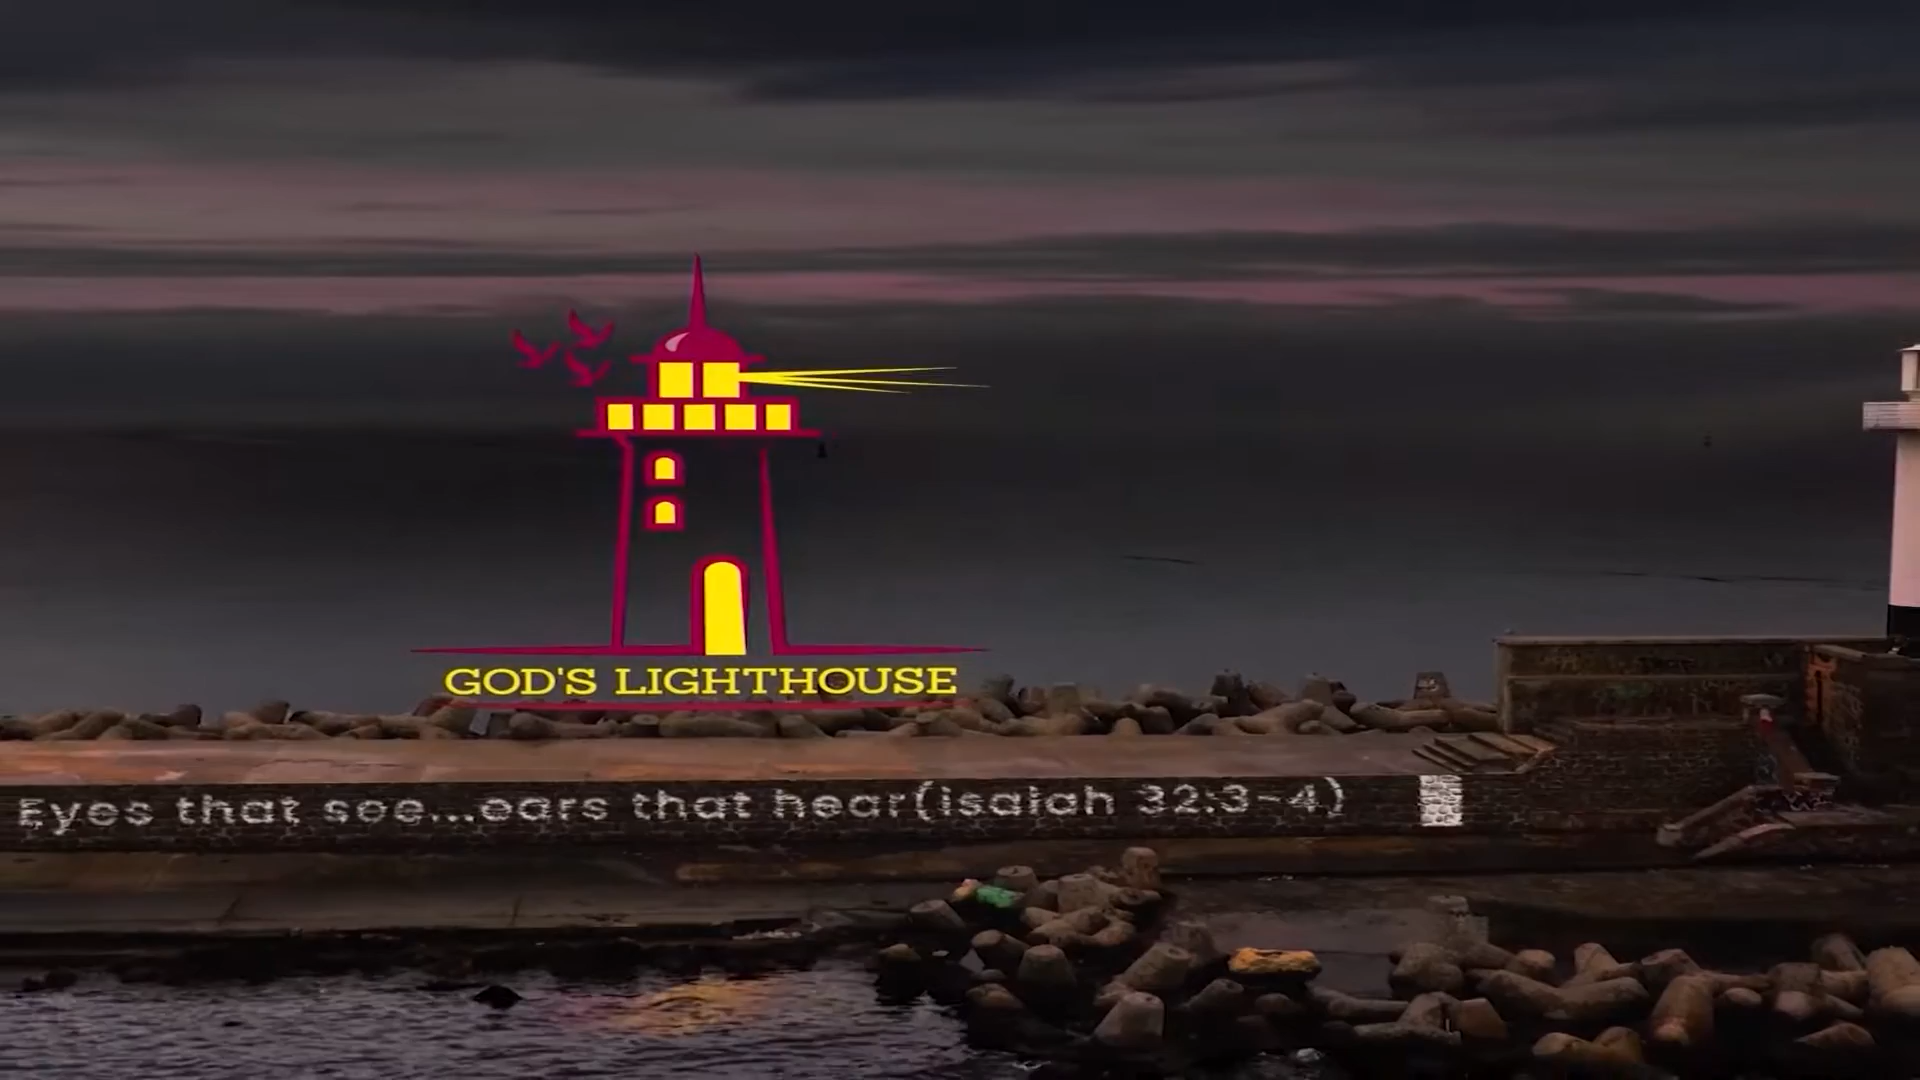 GOD'S LIGHTHOUSE
Eyes that see...ears that hear(isaiah 32:3-4)